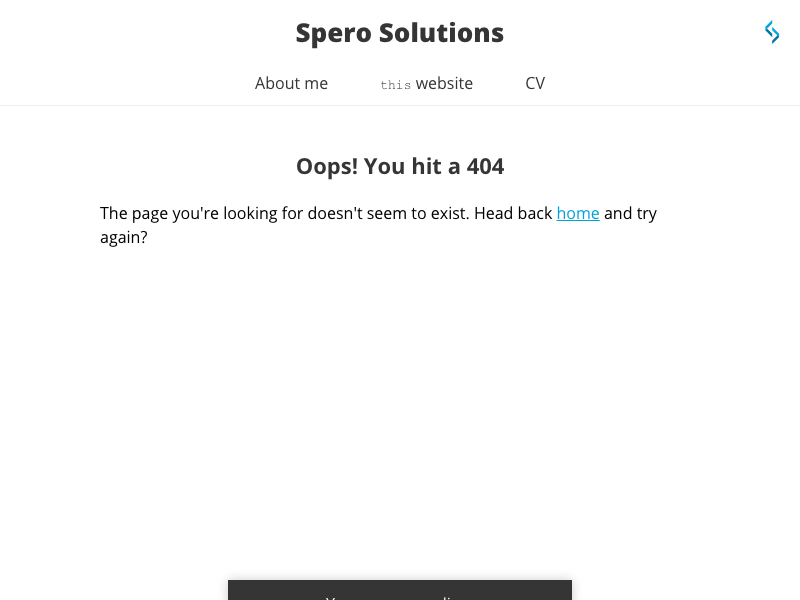 Spero Solutions
About me this website CV
Oops! You hit a 404
The page you're looking for doesn't seem to exist. Head back home and try
again?